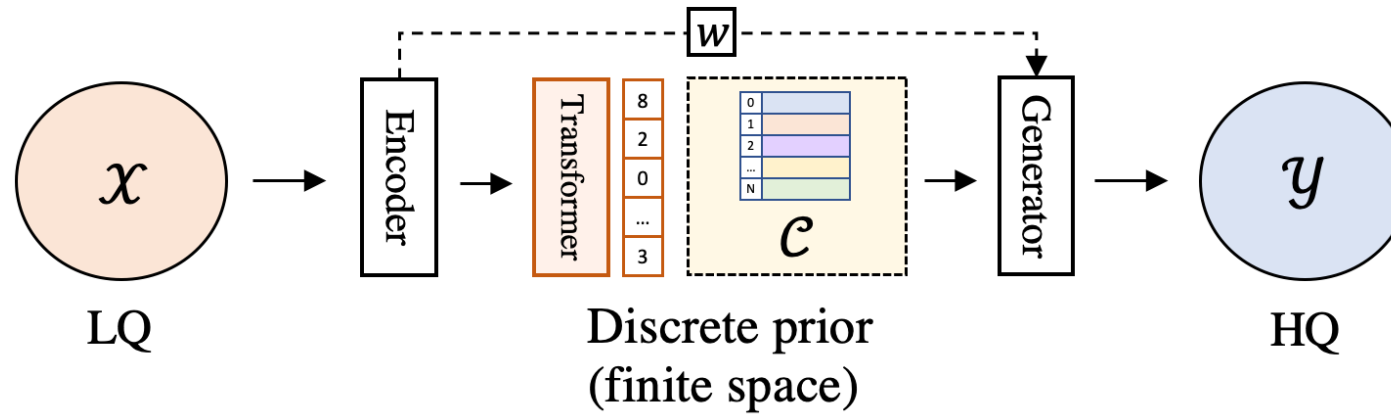 w
Encoder
Transformer
8
2
0
...
3
0
1
2
...
N
C
Generator
X
Y
LQ
Discrete prior
(finite space)
HQ